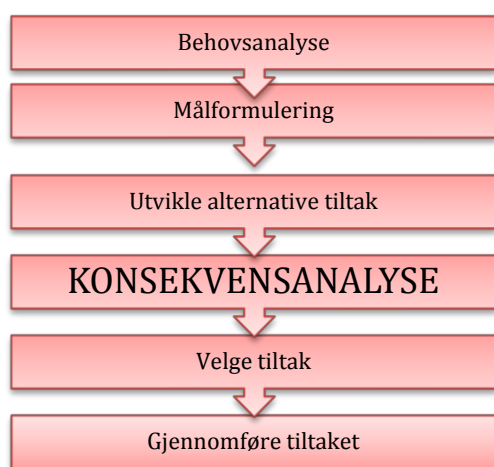 Behovsanalyse
Målformulering
Utvikle alternative tiltak
KONSEKVENSANALYSE
Velge tiltak
Gjennomføre tiltaket